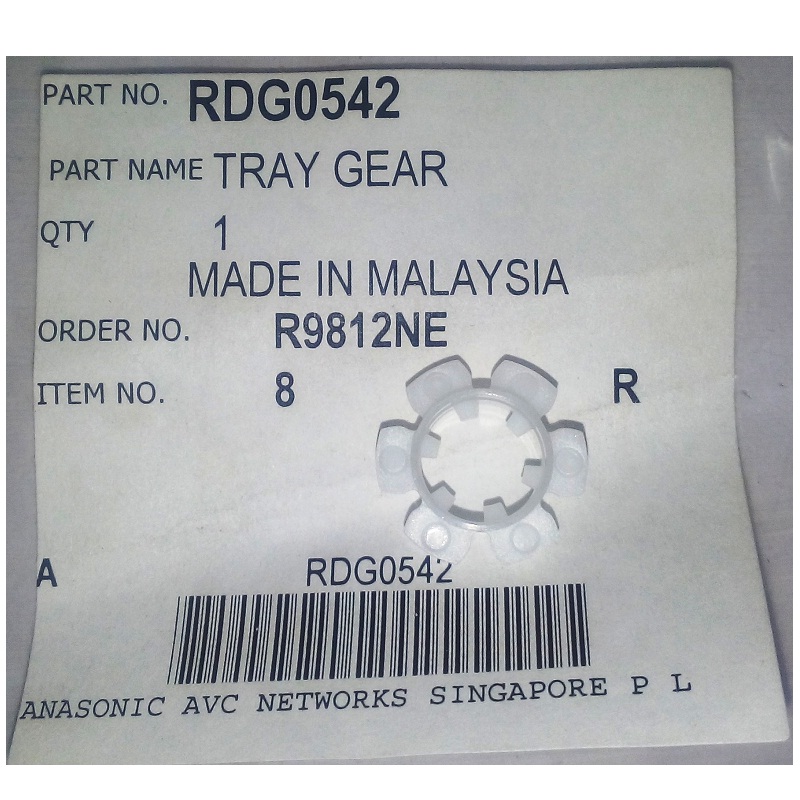 PART NO. RDG0542
PART NAME TRAY GEAR
QTY 1
MADE IN MALAYSIA
ORDER NO. R9812NE
ITEM NO. 8 R
A RDG0542
ANASONIC AVC NETWORKS SINGAPORE P L